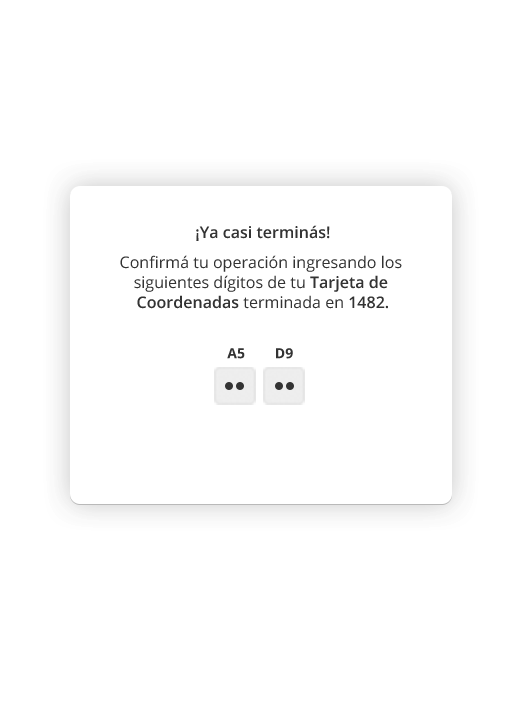 ¡Ya casi terminás!
Confirmá tu operación ingresando los
siguientes dígitos de tu Tarjeta de
Coordenadas terminada en 1482.
A5 D9
•• ••